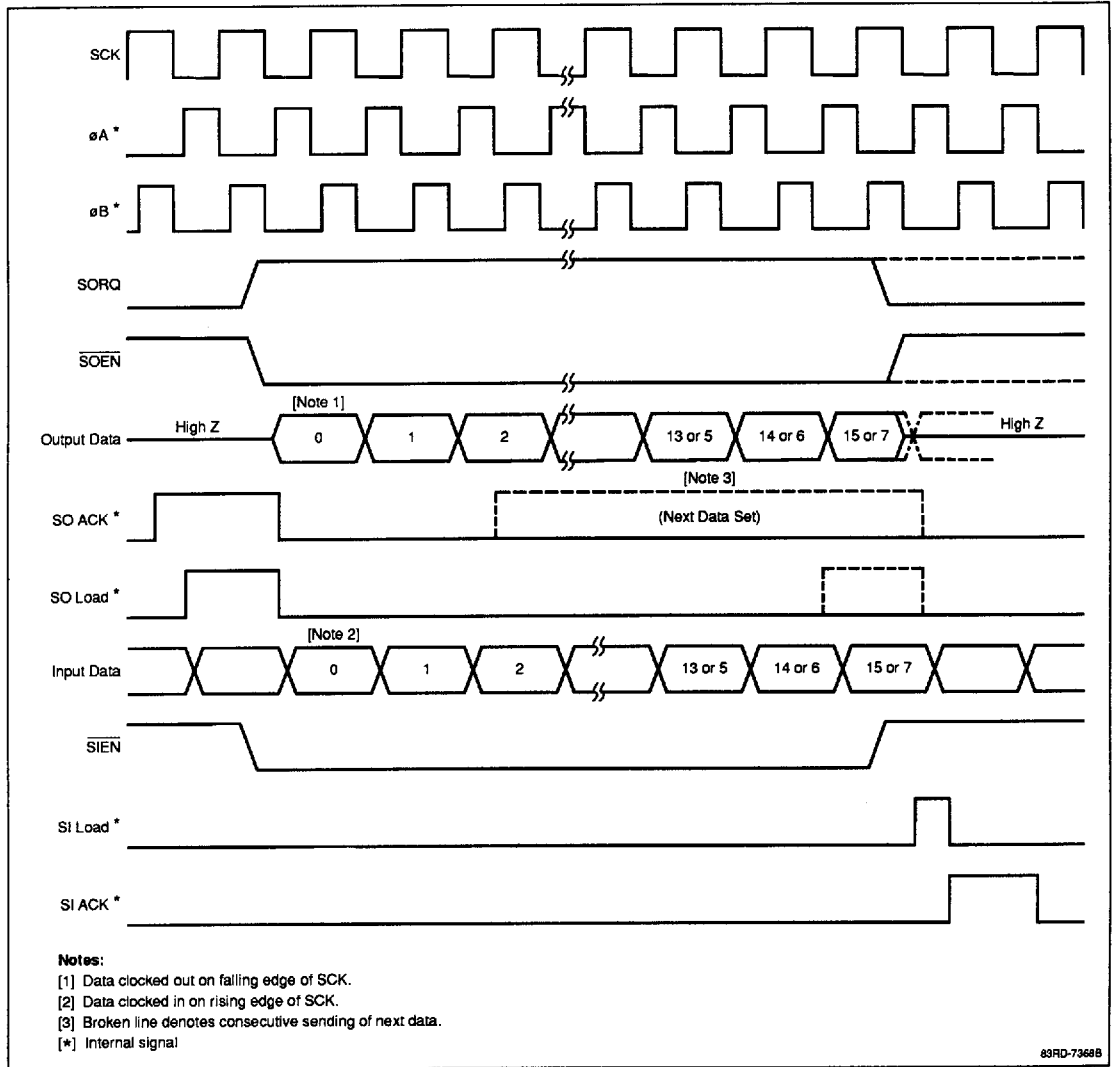 SCK
øA *
øB *
SORQ
SOEN
[Note 1]
Output Data High Z 0 1 2 13 or 5 14 or 6 15 or 7 High Z
[Note 3]
SO ACK * (Next Data Set)
SO Load *
[Note 2]
Input Data 0 1 2 13 or 5 14 or 6 15 or 7
SIEN
SI Load *
SI ACK *
Notes:
[1] Data clocked out on falling edge of SCK.
[2] Data clocked in on rising edge of SCK.
[3] Broken line denotes consecutive sending of next data.
[*] Internal signal
83RD-7368B